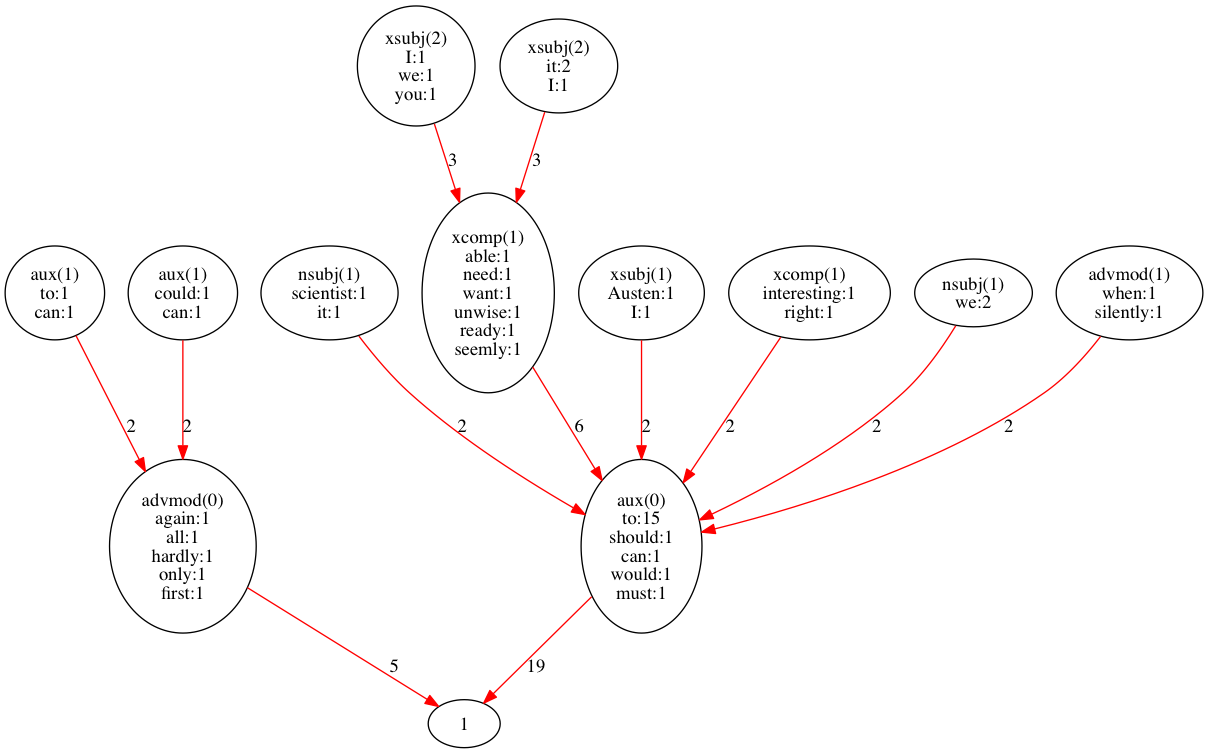 xsubj(2)
I:1
we:1
you:1
xsubj(2)
it:2
I:1
3
3
aux(1)
to:1
can:1
aux(1)
could:1
can:1
nsubj(1)
scientist:1
it:1
xcomp(1)
able:1
need:1
want:1
unwise:1
ready:1
seemly:1
xsubj(1)
Austen:1
I:1
xcomp(1)
interesting:1
right:1
nsubj(1)
we:2
advmod(1)
when:1
silently:1
2
2
2
6
2
2
2
2
advmod(0)
again:1
all:1
hardly:1
only:1
first:1
aux(0)
to:15
should:1
can:1
would:1
must:1
5
19
1